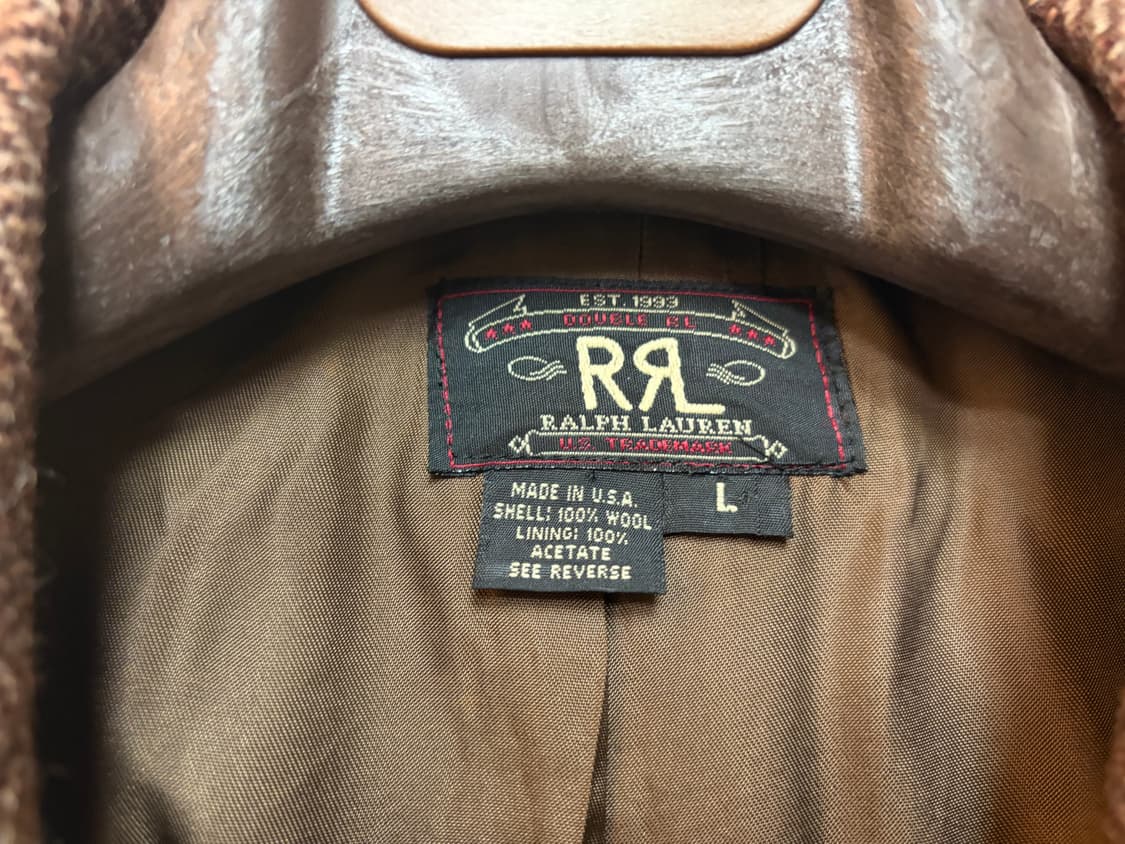 EST. 1993
DOUBLE RL
RRL
RALPH LAUREN
U.S. TRADEMARK
MADE IN U.S.A.
SHELL: 100% WOOL
LINING: 100%
ACETATE
SEE REVERSE
L